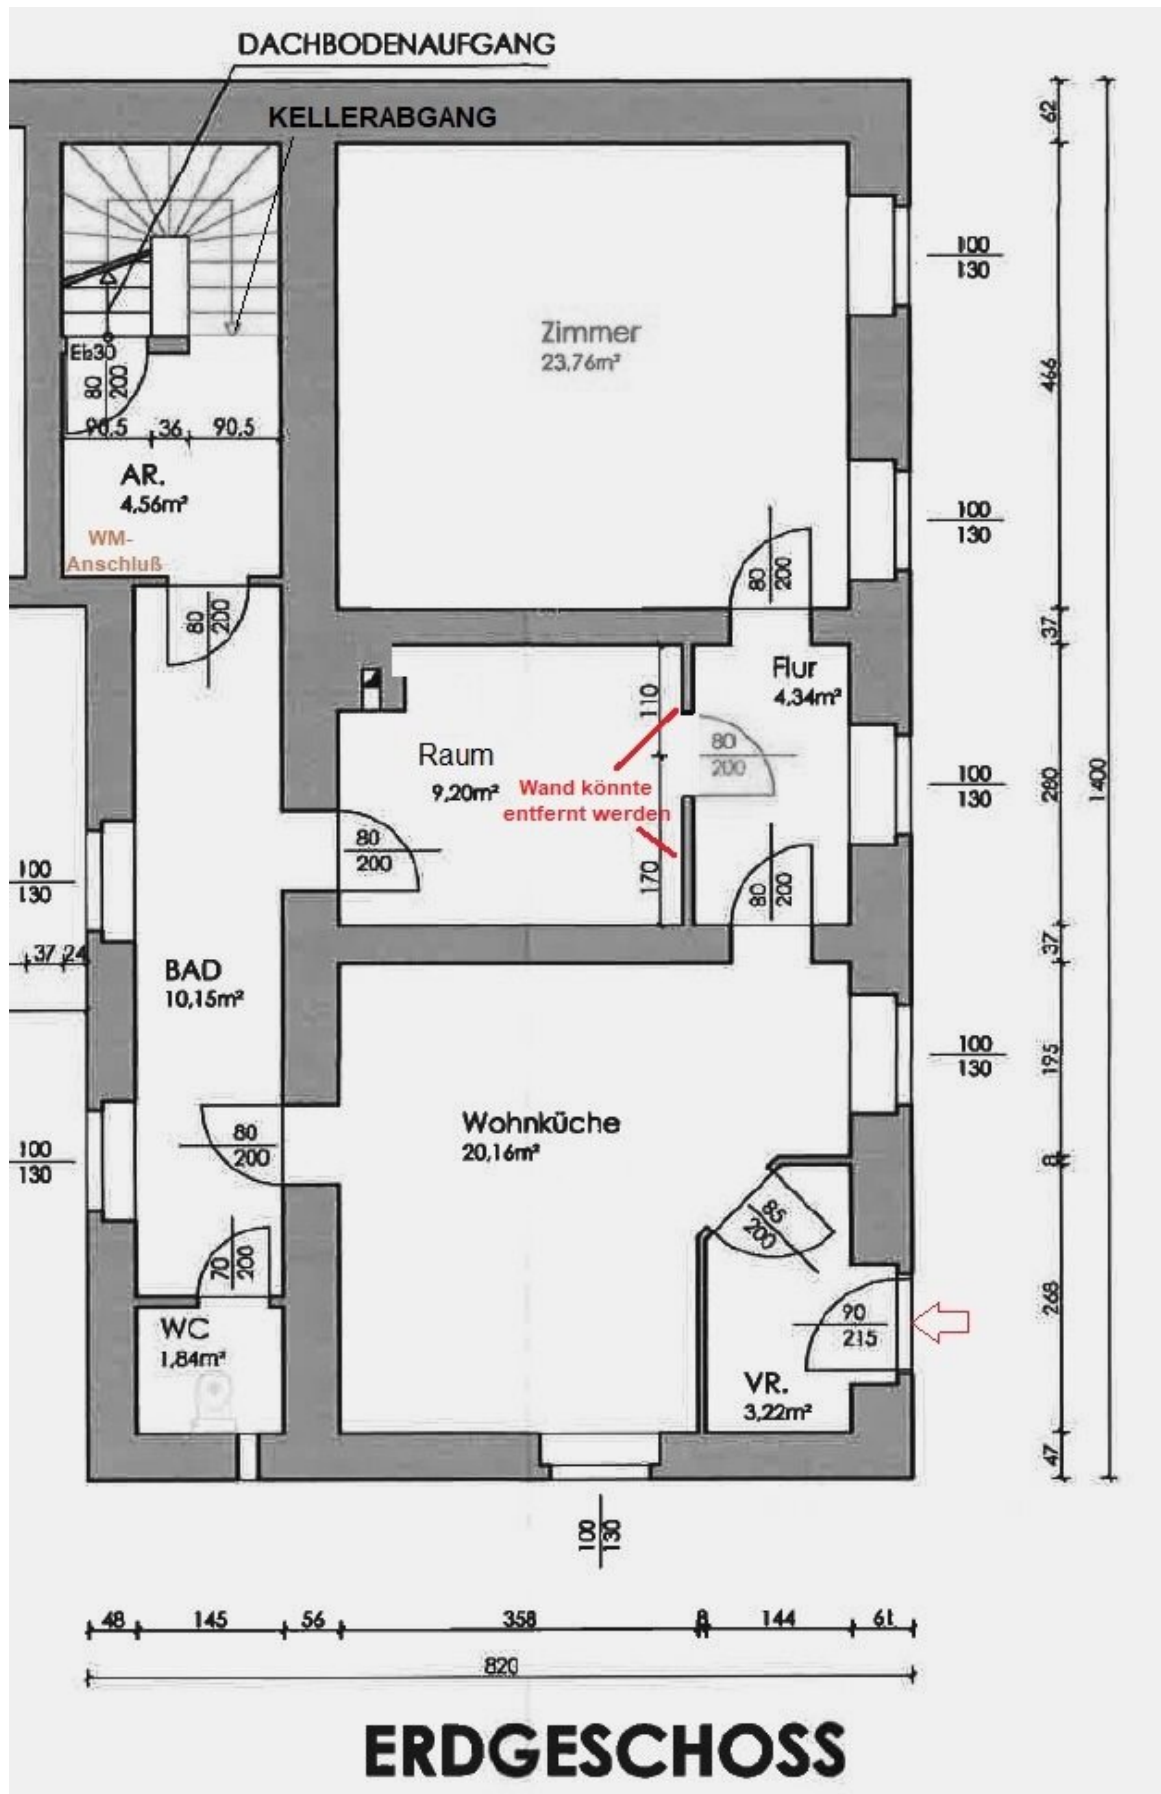 DACHBODENAUFGANG
KELLERABGANG
62
100
130
Zimmer
23,76m²
Eb30
80
200
466
90,5
36
90,5
AR.
4,56m²
WM-
Anschluß
100
130
80
200
80
200
37
Flur
4,34m²
110
80
200
Raum
9,20m²
Wand könnte
entfernt werden
100
130
280
1400
80
200
100
130
170
80
200
37
24
37
BAD
10,15m²
100
130
195
Wohnküche
20,16m²
80
200
100
130
8
85
200
70
200
268
90
215
WC
1,84m²
VR.
3,22m²
47
100
130
48
145
56
358
8
144
61
820
ERDGESCHOSS